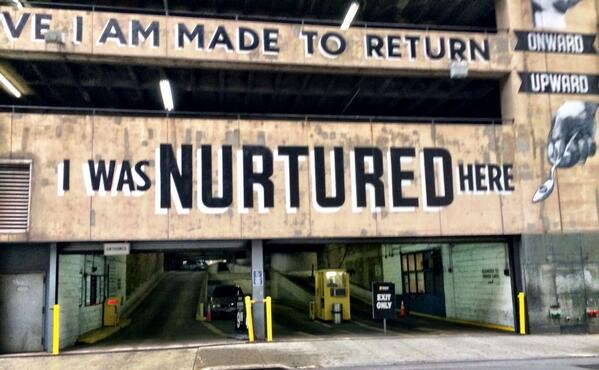 VE I AM MADE TO RETURN
ONWARD
UPWARD
I WAS NURTURED HERE
ENTRANCE
EXIT
ONLY